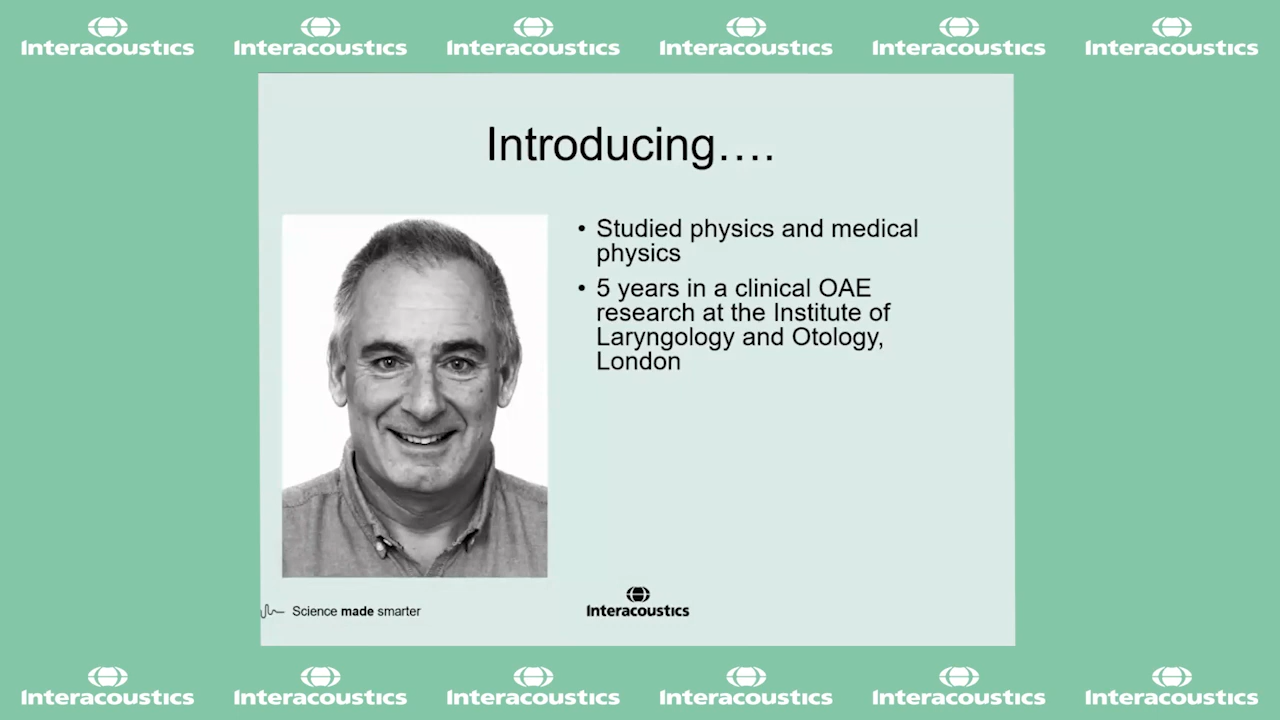 Interacoustics Interacoustics Interacoustics Interacoustics Interacoustics Interacoustics
Introducing....
• Studied physics and medical
physics
• 5 years in a clinical OAE
research at the Institute of
Laryngology and Otology,
London
Science made smarter
Interacoustics
Interacoustics Interacoustics Interacoustics Interacoustics Interacoustics Interacoustics